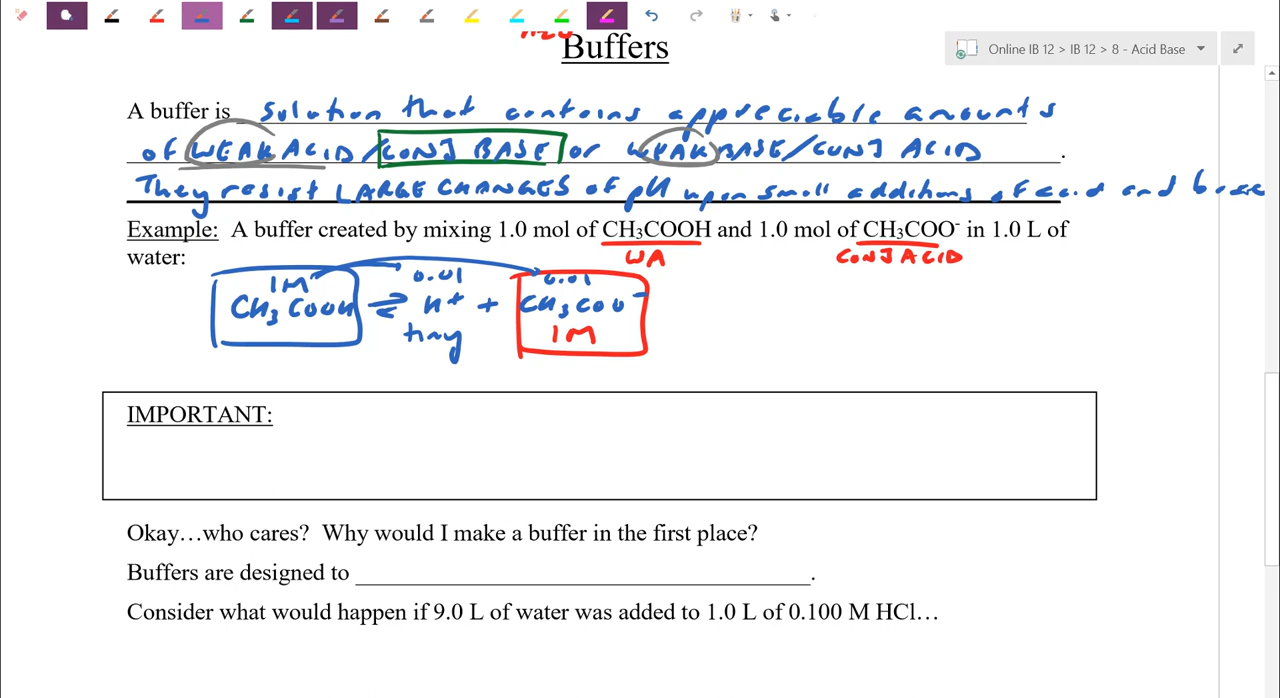 H2O
Buffers
Online IB 12 > IB 12 > 8 - Acid Base
A buffer is solution that contains appreciable amounts
of WEAK ACID/CONJ BASE or WEAK BASE/CONJ ACID.
They resist LARGE CHANGES OF pH upon small additions of acid and base
Example: A buffer created by mixing 1.0 mol of CH₃COOH and 1.0 mol of CH₃COO⁻ in 1.0 L of
water:
WA CONJ ACID
1M 0.01 0.01
CH₃COOH ⇌ H⁺ + CH₃COO⁻
tiny 1M
IMPORTANT:
Okay…who cares? Why would I make a buffer in the first place?
Buffers are designed to ______________________________________.
Consider what would happen if 9.0 L of water was added to 1.0 L of 0.100 M HCl…